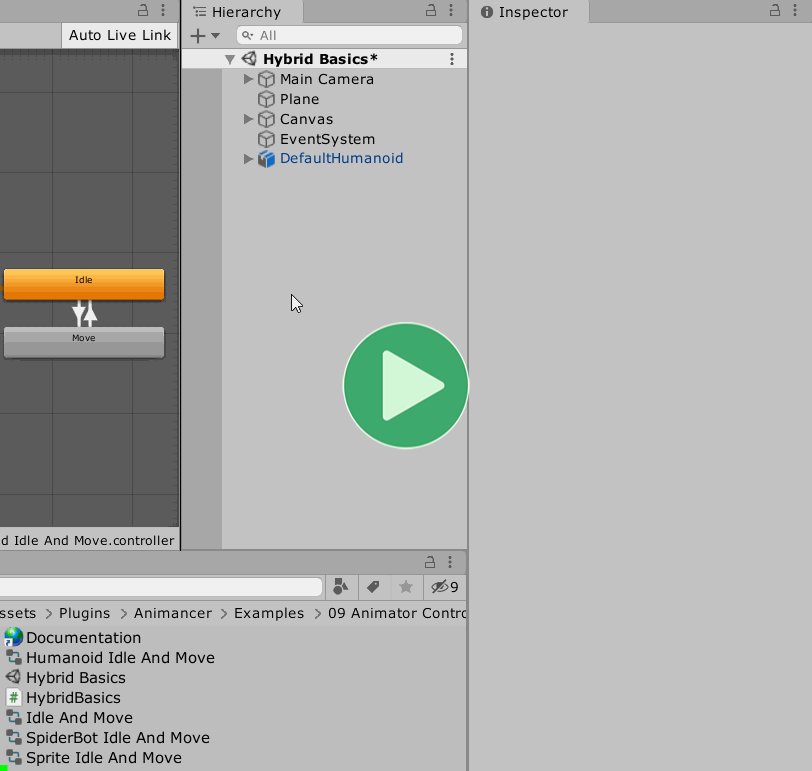 Hierarchy
Inspector
Auto Live Link
All
Hybrid Basics*
Main Camera
Plane
Canvas
EventSystem
DefaultHumanoid
Idle
Move
d Idle And Move.controller
9
ssets > Plugins > Animancer > Examples > 09 Animator Contro
Documentation
Humanoid Idle And Move
Hybrid Basics
# HybridBasics
Idle And Move
SpiderBot Idle And Move
Sprite Idle And Move